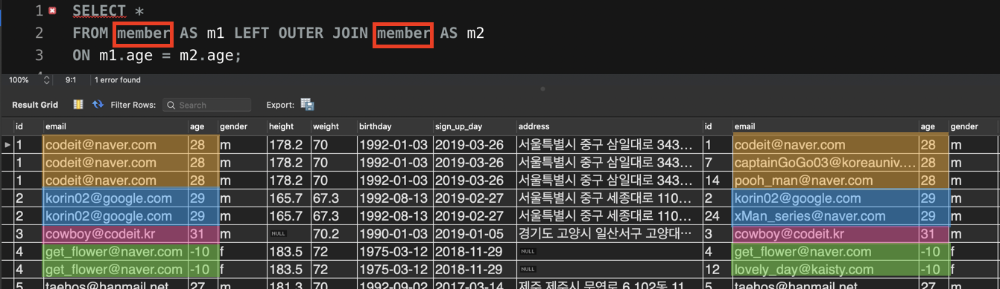 1 SELECT *
2 FROM member AS m1 LEFT OUTER JOIN member AS m2
3 ON m1.age = m2.age;
100% 9:1 1 error found
Result Grid Filter Rows: Search Export:
id email age gender height weight birthday sign_up_day address id email age gender
1 codeit@naver.com 28 m 178.2 70 1992-01-03 2019-03-26 서울특별시 중구 삼일대로 343... 1 codeit@naver.com 28 m
1 codeit@naver.com 28 m 178.2 70 1992-01-03 2019-03-26 서울특별시 중구 삼일대로 343... 7 captainGoGo03@koreauniv.... 28 m
1 codeit@naver.com 28 m 178.2 70 1992-01-03 2019-03-26 서울특별시 중구 삼일대로 343... 14 pooh_man@naver.com 28 m
2 korin02@google.com 29 m 165.7 67.3 1992-08-13 2019-02-27 서울특별시 중구 세종대로 110... 2 korin02@google.com 29 m
2 korin02@google.com 29 m 165.7 67.3 1992-08-13 2019-02-27 서울특별시 중구 세종대로 110... 24 xMan_series@naver.com 29 m
3 cowboy@codeit.kr 31 m NULL 70.2 1990-01-03 2019-01-05 경기도 고양시 일산서구 고양대... 3 cowboy@codeit.kr 31 m
4 get_flower@naver.com -10 f 183.5 72 1975-03-12 2018-11-29 NULL 4 get_flower@naver.com -10 f
4 get_flower@naver.com -10 f 183.5 72 1975-03-12 2018-11-29 NULL 12 lovely_day@kaisty.com -10 f
5 taehos@hanmail.net 27 m 181.3 70 1992-09-02 2017-03-14 제주 제주시 무연로 6 102동 11... 5 taehos@hanmail.net 27 m